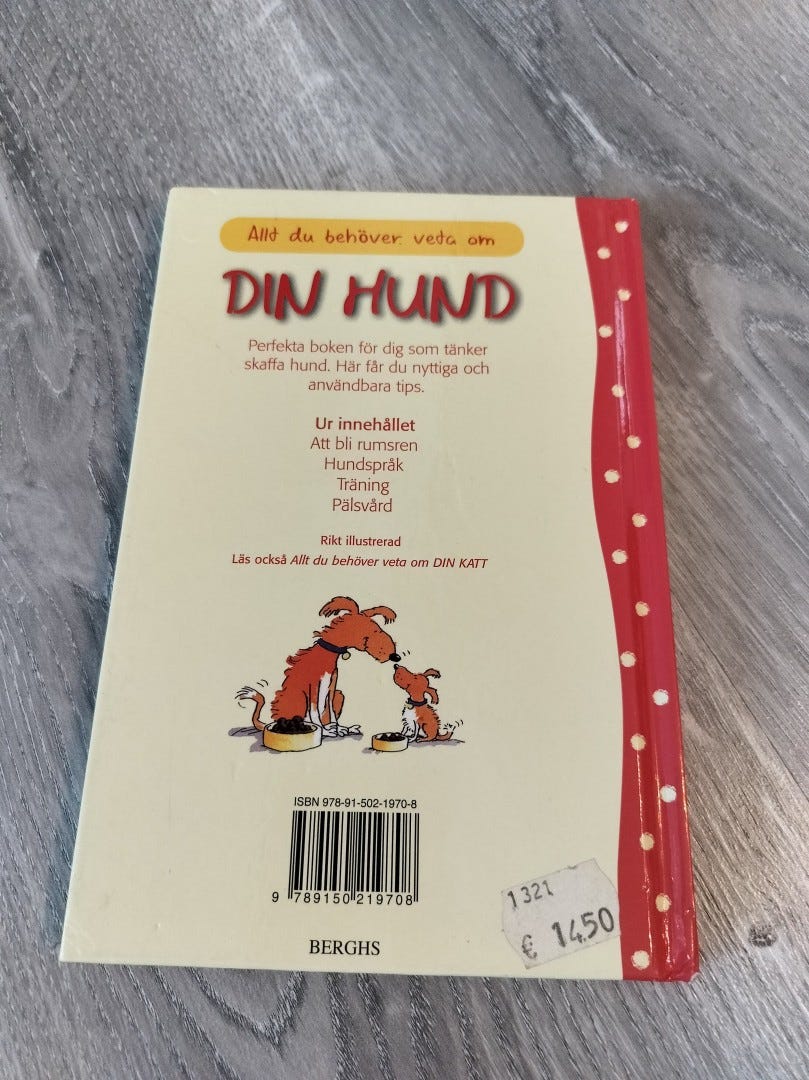 Allt du behöver veta om
DIN HUND
Perfekta boken för dig som tänker
skaffa hund. Här får du nyttiga och
användbara tips.
Ur innehållet
Att bli rumsren
Hundspråk
Träning
Pälsvård
Rikt illustrerad
Läs också Allt du behöver veta om DIN KATT
ISBN 978-91-502-1970-8
9 789150 219708
BERGHS
1321
€ 14.50